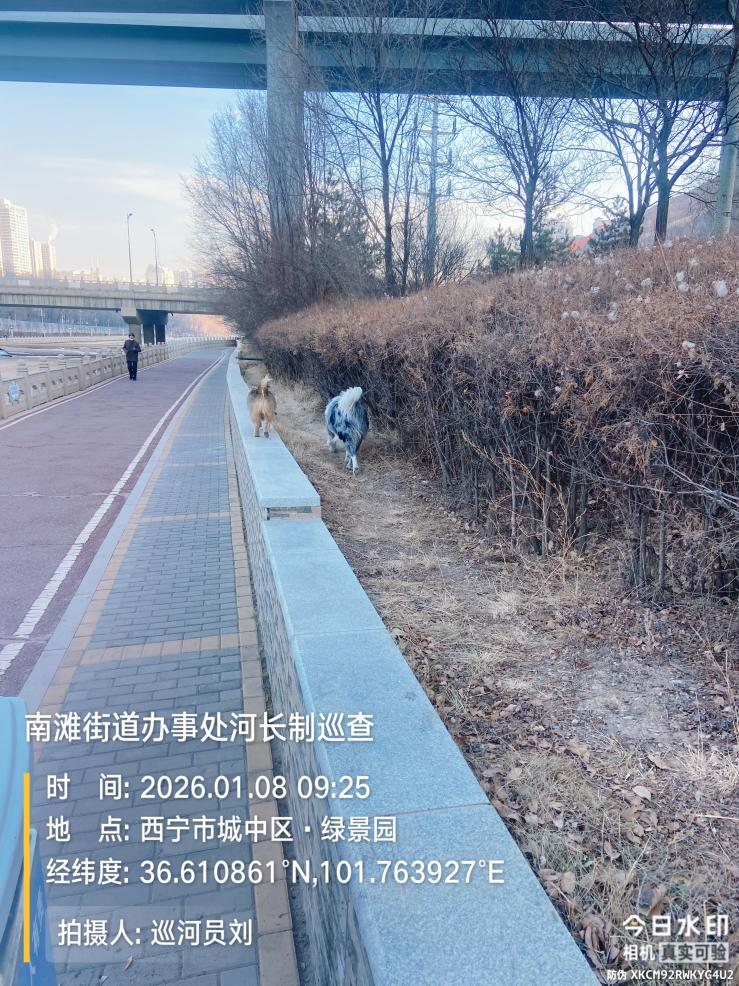 南滩街道办事处河长制巡查
时 间: 2026.01.08 09:25
地 点: 西宁市城中区·绿景园
经纬度: 36.610861°N,101.763927°E
拍摄人: 巡河员刘
今日水印
相机 真实可验
防伪 XKCM92RWKYG4U2